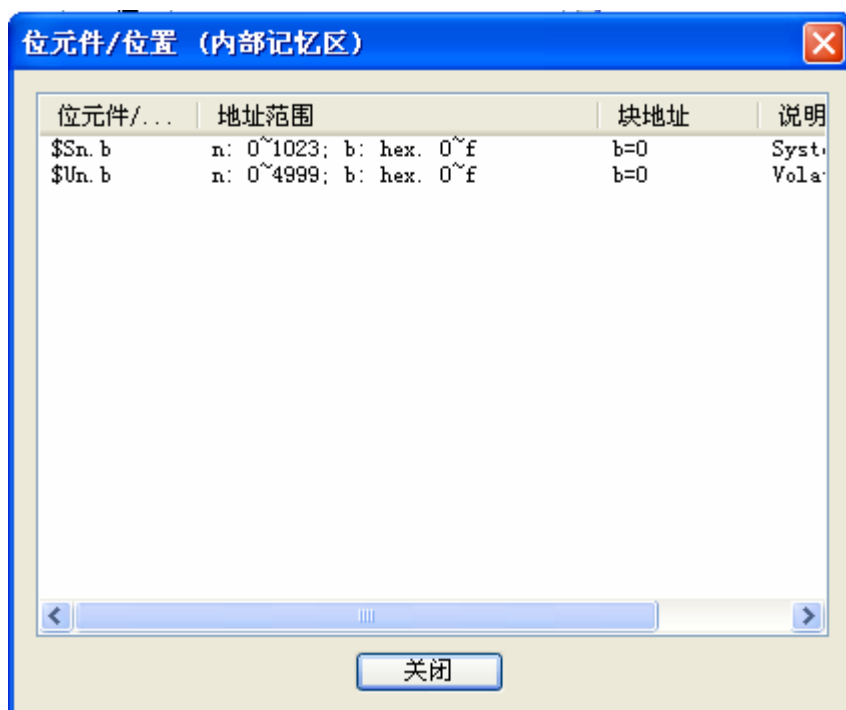 位元件/位置 (内部记忆区)
位元件/... 地址范围 块地址 说明
$Sn.b n: 0~1023; b: hex. 0~f b=0 Syst
$Un.b n: 0~4999; b: hex. 0~f b=0 Vola
关闭